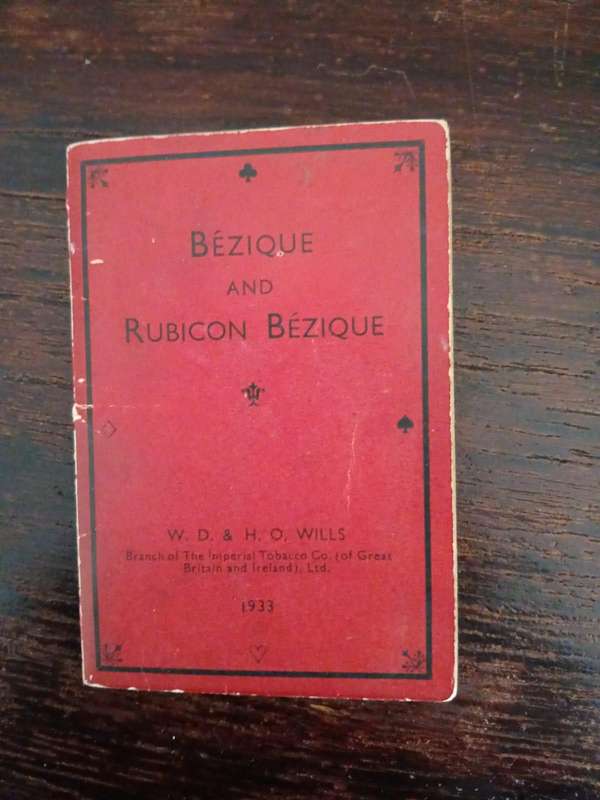 BÉZIQUE
AND
RUBICON BÉZIQUE
W. D. & H. O. WILLS
Branch of The Imperial Tobacco Co. (of Great
Britain and Ireland), Ltd.
1933